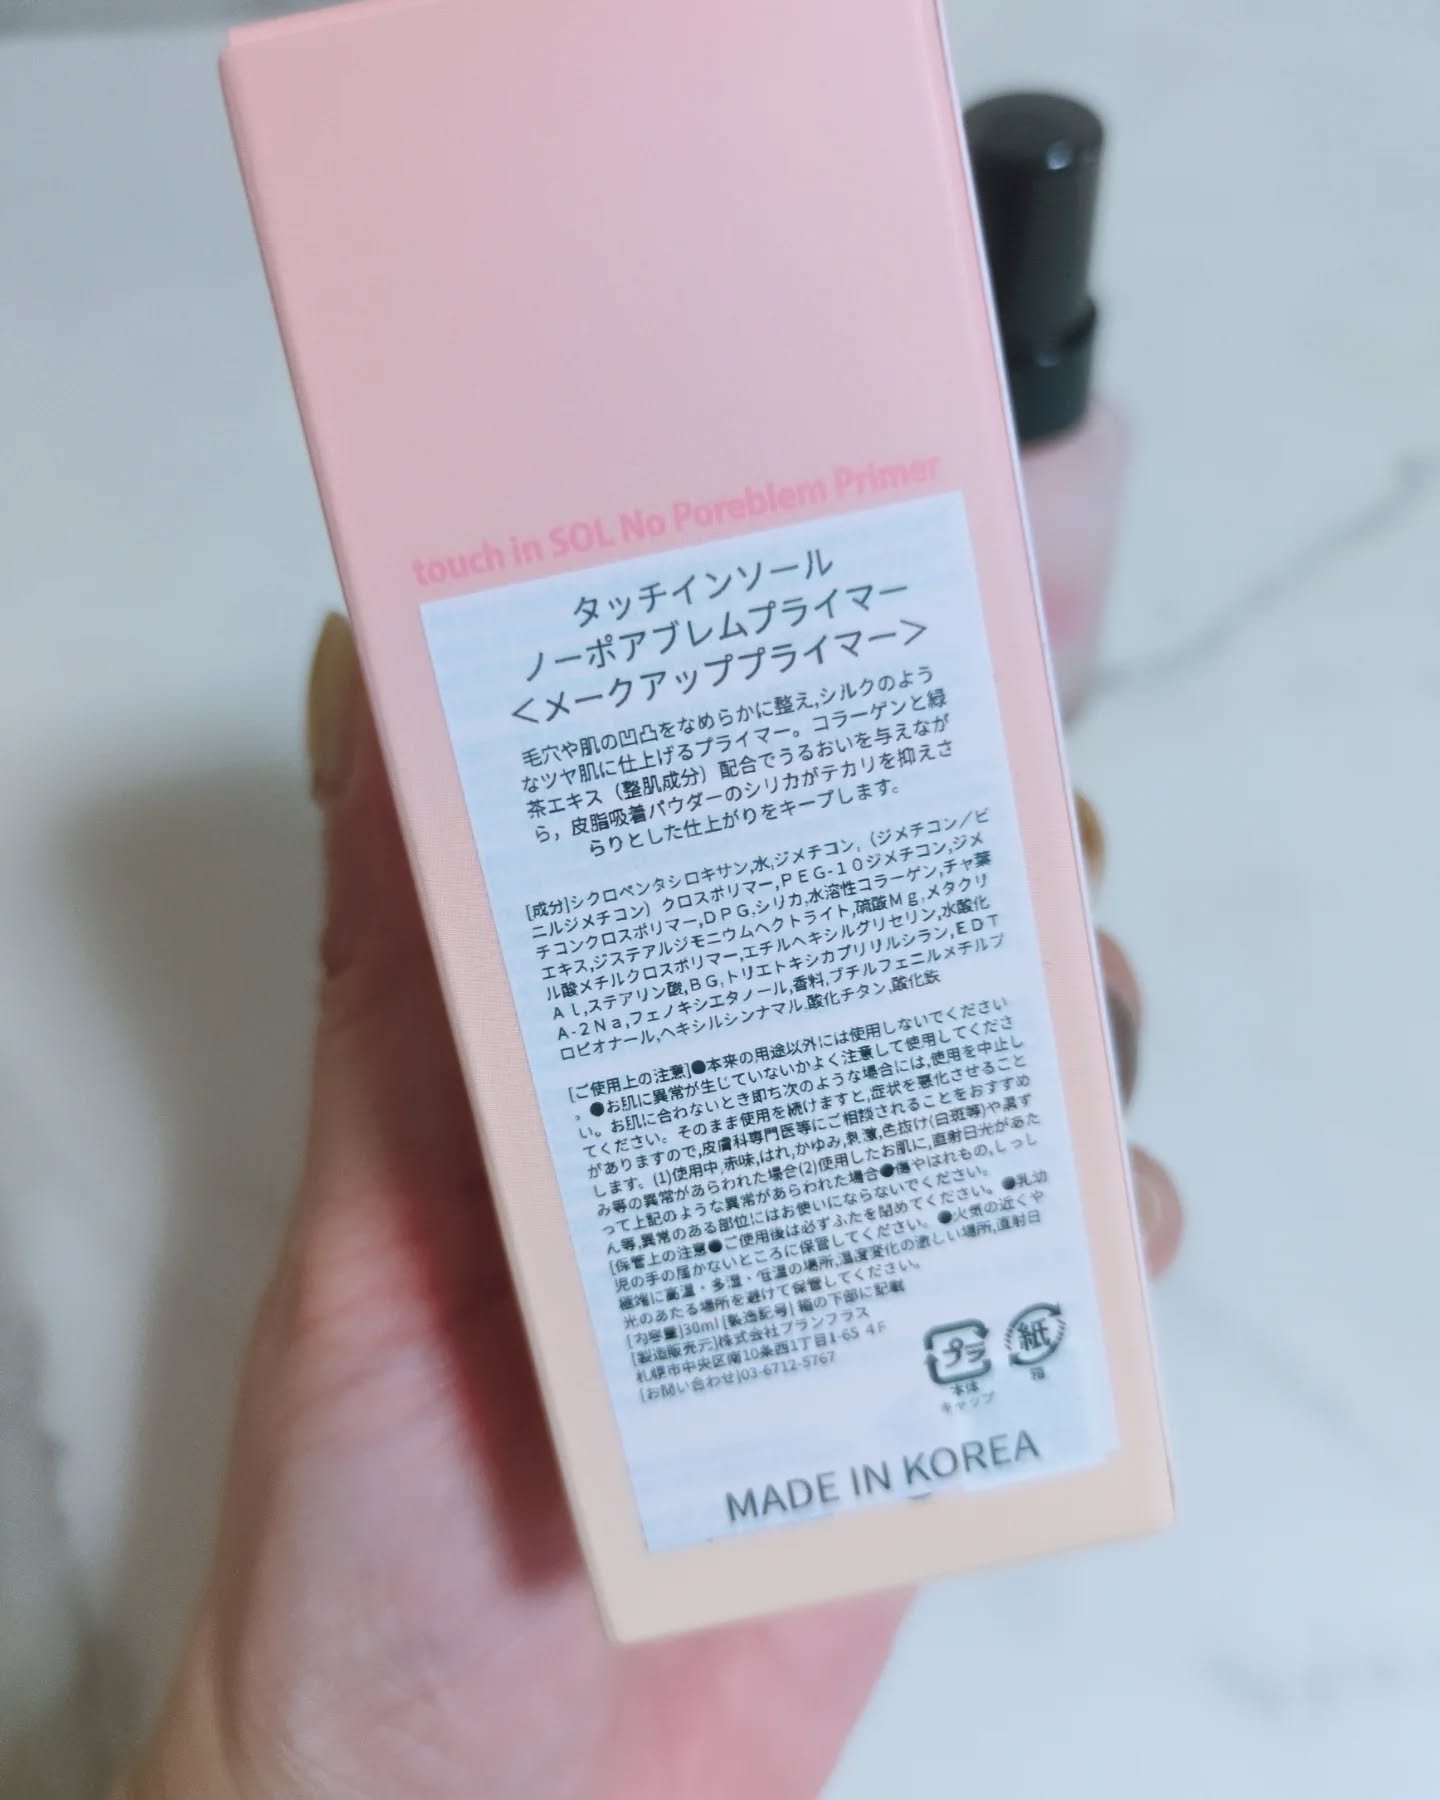 touch in SOL No Poreblem Primer
タッチインソール
ノーポアブレムプライマー
<メークアッププライマー>
毛穴や肌の凹凸をなめらかに整え,シルクのよう
なツヤ肌に仕上げるプライマー。コラーゲンと緑
茶エキス（整肌成分）配合でうるおいを与えなが
ら，皮脂吸着パウダーのシリカがテカリを抑えさ
らりとした仕上がりをキープします。
[成分]シクロペンタシロキサン,水,ジメチコン,（ジメチコン／ビ
ニルジメチコン）クロスポリマー,PEG-10ジメチコン,ジメ
チコンクロスポリマー,DPG,シリカ,水溶性コラーゲン,チャ葉
エキス,ジステアルジモニウムヘクトライト,硫酸Mg,メタクリ
ル酸メチルクロスポリマー,エチルヘキシルグリセリン,水酸化
Al,ステアリン酸,BG,トリエトキシカプリリルシラン,EDT
A-2Na,フェノキシエタノール,香料,ブチルフェニルメチルプ
ロピオナール,ヘキシルシンナマル,酸化チタン,酸化鉄
[ご使用上の注意]●本来の用途以外には使用しないでください
。●お肌に異常が生じていないかよく注意して使用してくださ
い。お肌に合わないとき即ち次のような場合には,使用を中止し
てください。そのまま使用を続けますと,症状を悪化させること
がありますので,皮膚科専門医等にご相談されることをおすすめ
します。(1)使用中,赤味,はれ,かゆみ,刺激,色抜け(白斑等)や黒ず
み等の異常があらわれた場合(2)使用したお肌に,直射日光があた
って上記のような異常があらわれた場合●傷やはれもの,しっし
ん等,異常のある部位にはお使いにならないでください。
[保管上の注意●ご使用後は必ずふたを閉めてください。●乳幼
児の手の届かないところに保管してください。●火気の近くや
極端に高温・多湿・低温の場所,温度変化の激しい場所,直射日
光のあたる場所を避けて保管してください。
[内容量]30ml [製造記号] 箱の下部に記載
[製造販売元]株式会社プランフラス
札幌市中央区南10条西1丁目1-65 4F
[お問い合わせ]03-6712-5767
プラ
本体
キャップ
紙
箱
MADE IN KOREA